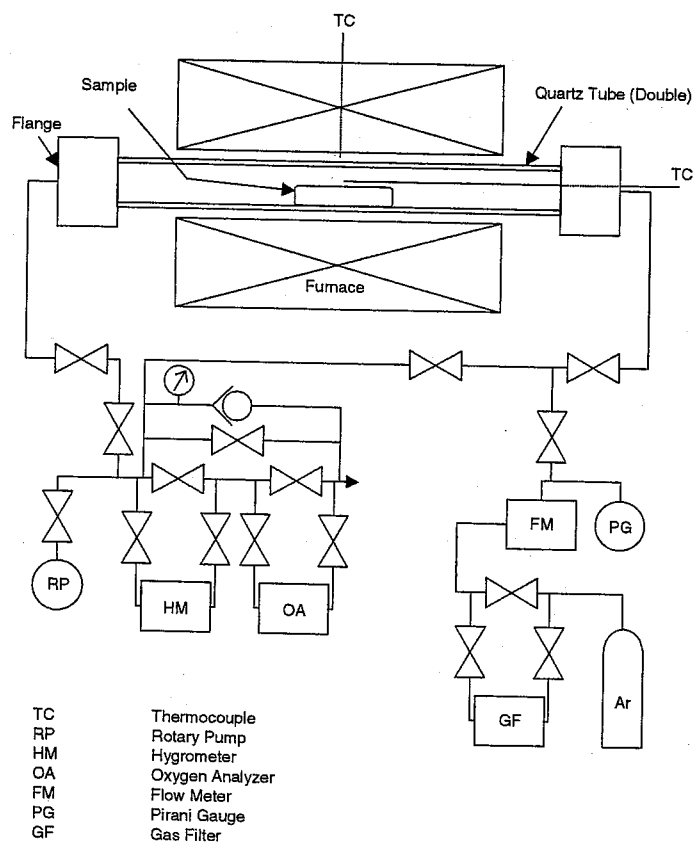 TC
Sample
Quartz Tube (Double)
Flange
TC
Furnace
FM
PG
RP
HM
OA
GF
Ar
TC Thermocouple
RP Rotary Pump
HM Hygrometer
OA Oxygen Analyzer
FM Flow Meter
PG Pirani Gauge
GF Gas Filter